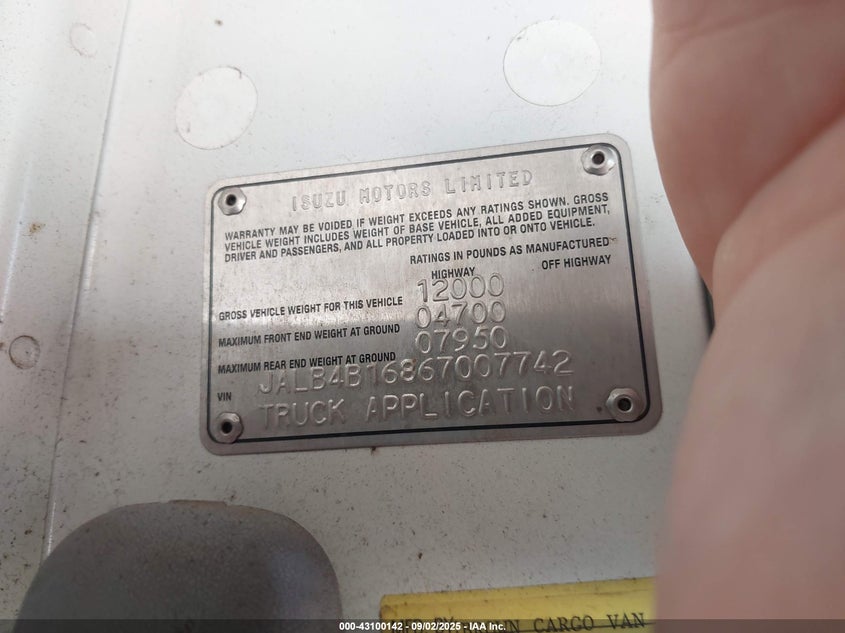 ISUZU MOTORS LIMITED
WARRANTY MAY BE VOIDED IF WEIGHT EXCEEDS ANY RATINGS SHOWN. GROSS
VEHICLE WEIGHT INCLUDES WEIGHT OF BASE VEHICLE, ALL ADDED EQUIPMENT,
DRIVER AND PASSENGERS, AND ALL PROPERTY LOADED INTO OR ONTO VEHICLE.
RATINGS IN POUNDS AS MANUFACTURED
HIGHWAY OFF HIGHWAY
GROSS VEHICLE WEIGHT FOR THIS VEHICLE 12000
MAXIMUM FRONT END WEIGHT AT GROUND 04700
MAXIMUM REAR END WEIGHT AT GROUND 07950
VIN JALB4B16867007742
TRUCK APPLICATION
CARGO VAN
000-43100142 - 09/02/2025 - IAA Inc.